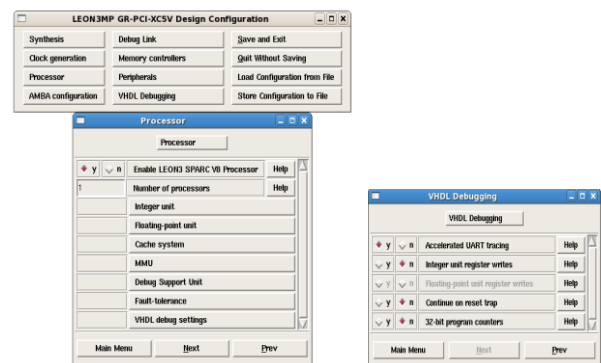 LEON3MP GR-PCI-XC5V Design Configuration
Synthesis Debug Link Save and Exit
Clock generation Memory controllers Quit Without Saving
Processor Peripherals Load Configuration from File
AMBA configuration VHDL Debugging Store Configuration to File
Processor
Processor
y n Enable LEON3 SPARC V8 Processor Help
1 Number of processors Help
Integer unit
Floating-point unit
Cache system
MMU
Debug Support Unit
Fault-tolerance
VHDL debug settings
Main Menu Next Prev
VHDL Debugging
VHDL Debugging
y n Accelerated UART tracing Help
y n Integer unit register writes Help
y n Floating-point unit register writes Help
y n Continue on reset trap Help
y n 32-bit program counters Help
Main Menu Next Prev